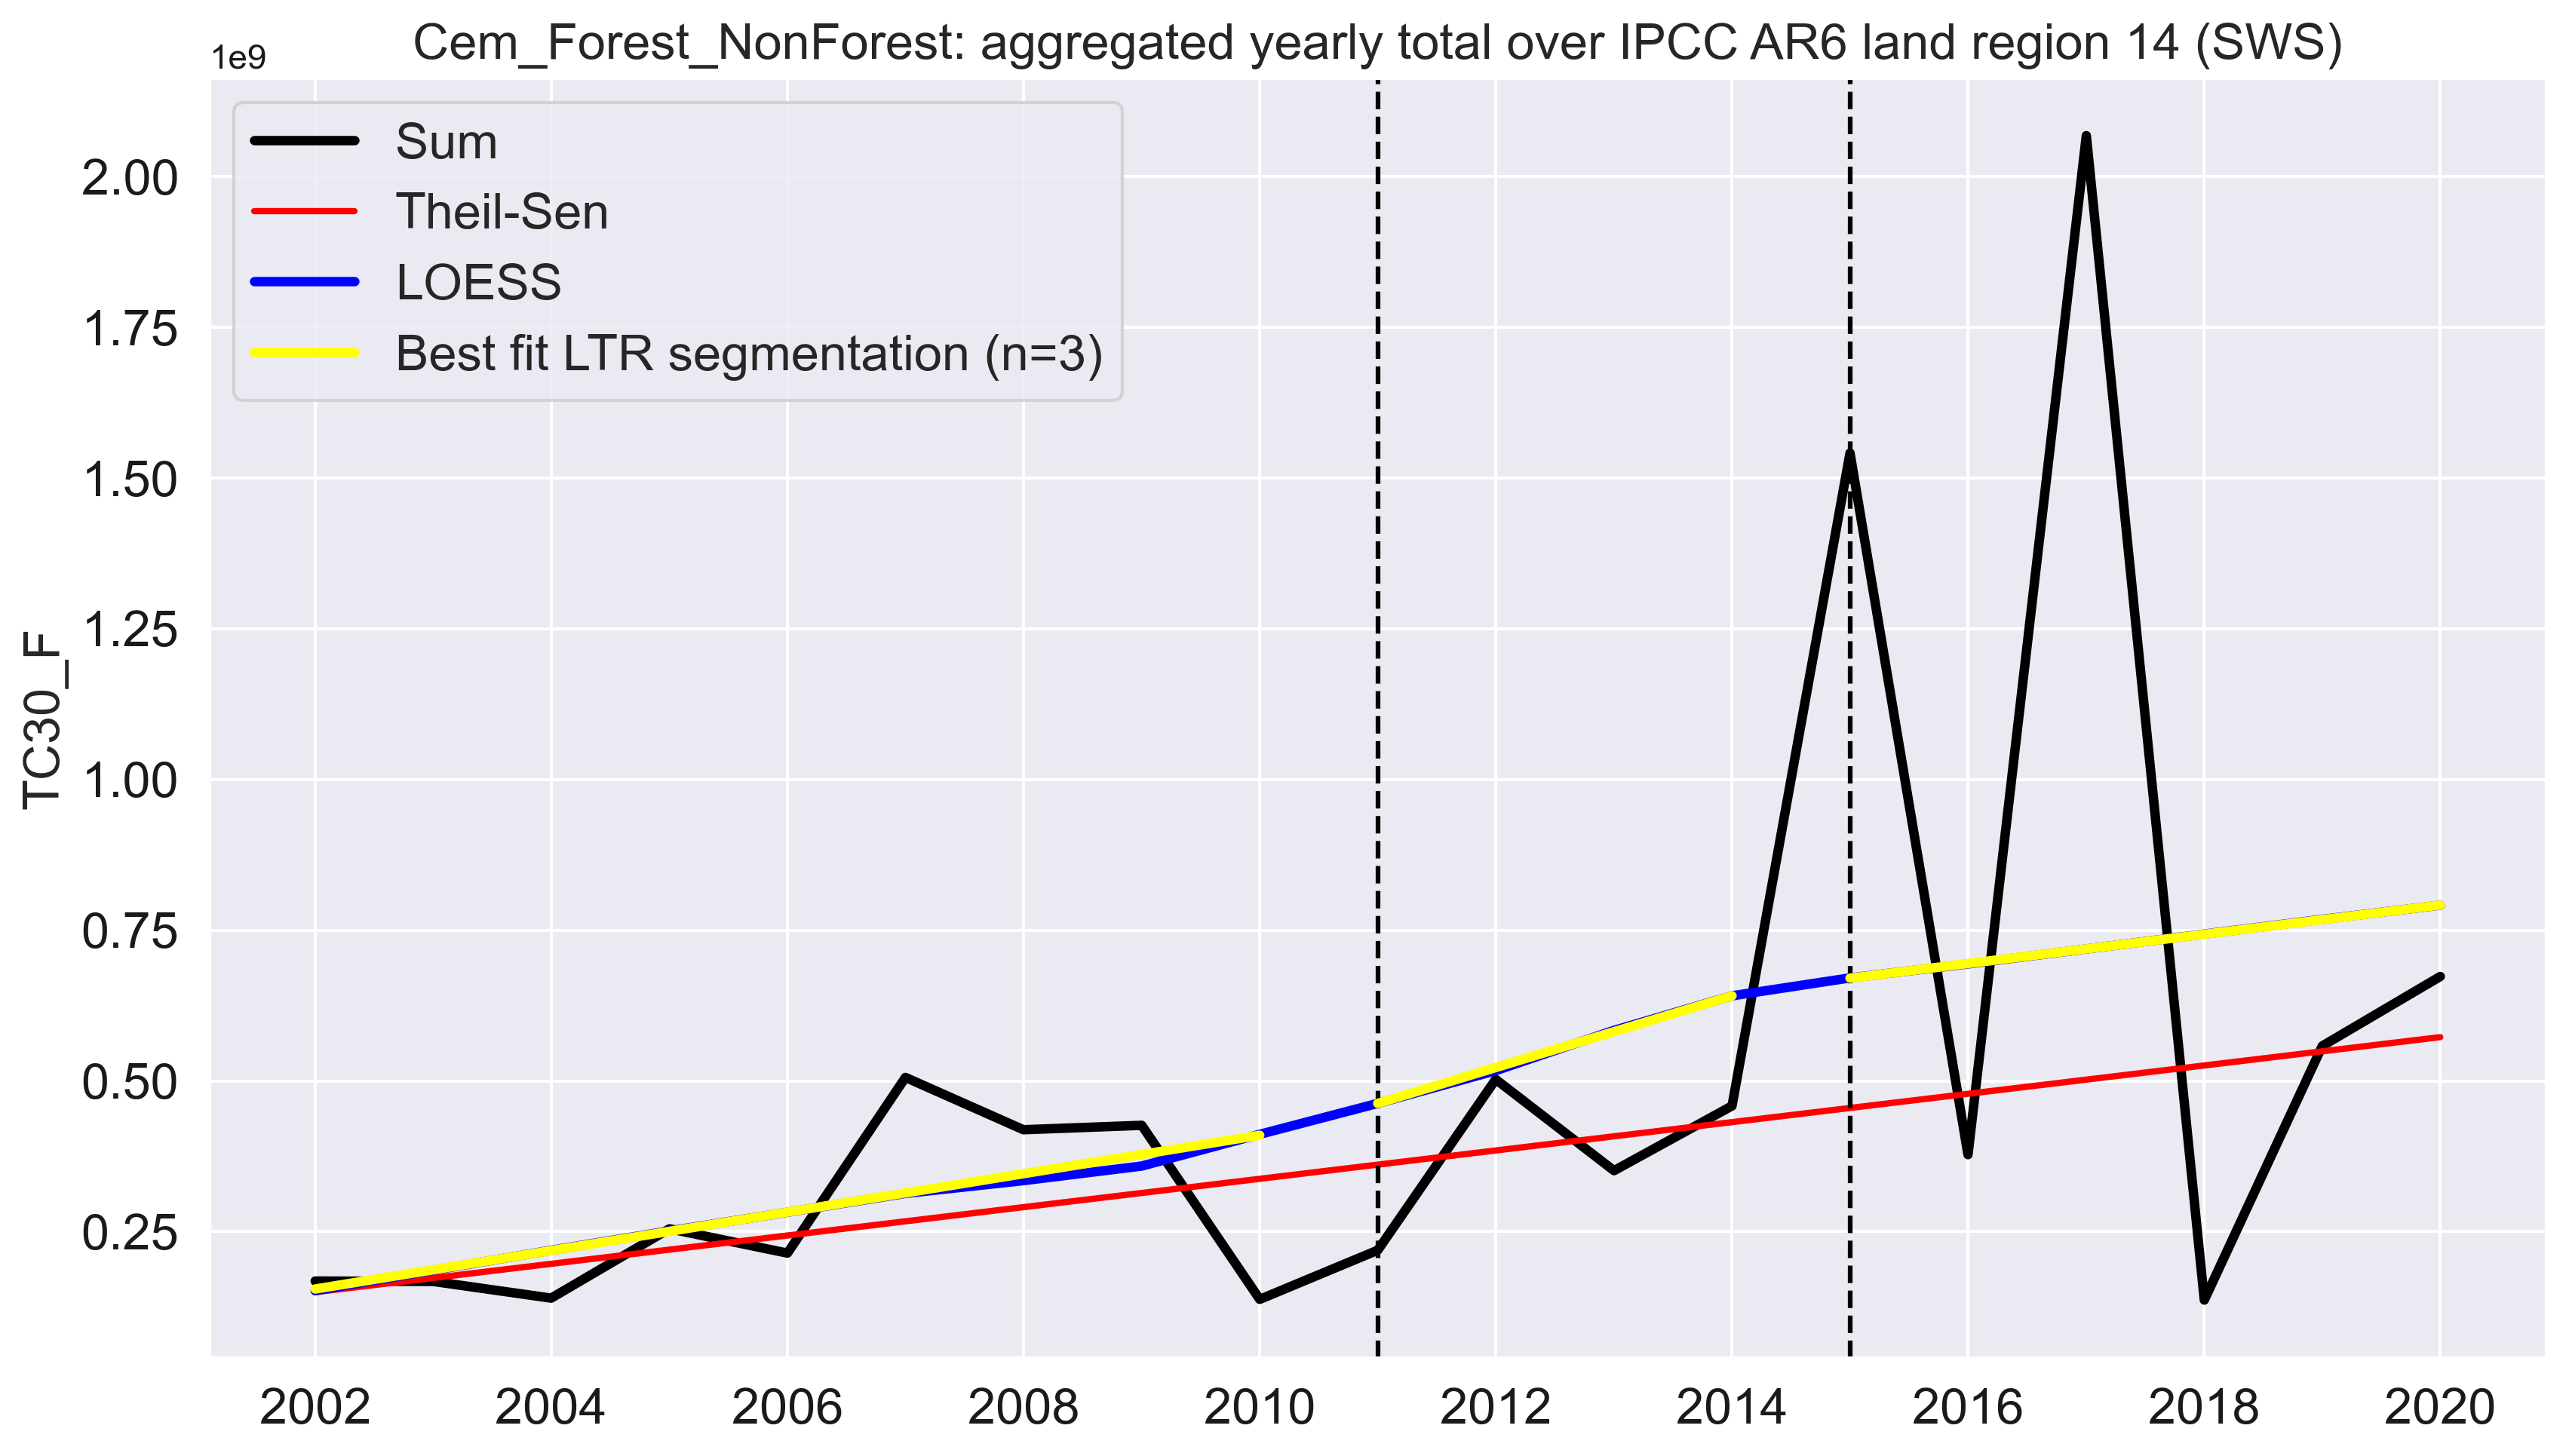 Cem_Forest_NonForest: aggregated yearly total over IPCC AR6 land region 14 (SWS)
1e9
Sum
Theil-Sen
LOESS
Best fit LTR segmentation (n=3)
2.00
1.75
1.50
1.25
1.00
0.75
0.50
0.25
TC30_F
2002 2004 2006 2008 2010 2012 2014 2016 2018 2020